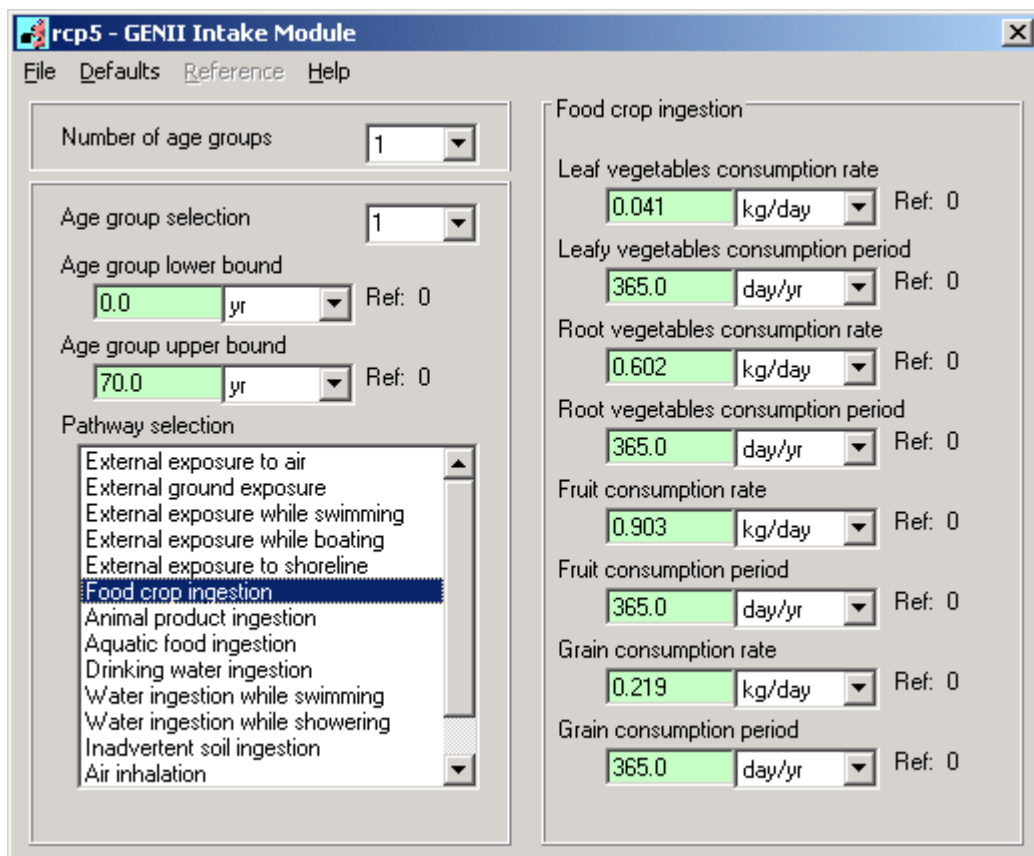 rcp5 - GENII Intake Module
File Defaults Reference Help
Number of age groups
1
Age group selection
1
Age group lower bound
0.0 yr Ref: 0
Age group upper bound
70.0 yr Ref: 0
Pathway selection
External exposure to air
External ground exposure
External exposure while swimming
External exposure while boating
External exposure to shoreline
Food crop ingestion
Animal product ingestion
Aquatic food ingestion
Drinking water ingestion
Water ingestion while swimming
Water ingestion while showering
Inadvertent soil ingestion
Air inhalation
Food crop ingestion
Leaf vegetables consumption rate
0.041 kg/day Ref: 0
Leafy vegetables consumption period
365.0 day/yr Ref: 0
Root vegetables consumption rate
0.602 kg/day Ref: 0
Root vegetables consumption period
365.0 day/yr Ref: 0
Fruit consumption rate
0.903 kg/day Ref: 0
Fruit consumption period
365.0 day/yr Ref: 0
Grain consumption rate
0.219 kg/day Ref: 0
Grain consumption period
365.0 day/yr Ref: 0